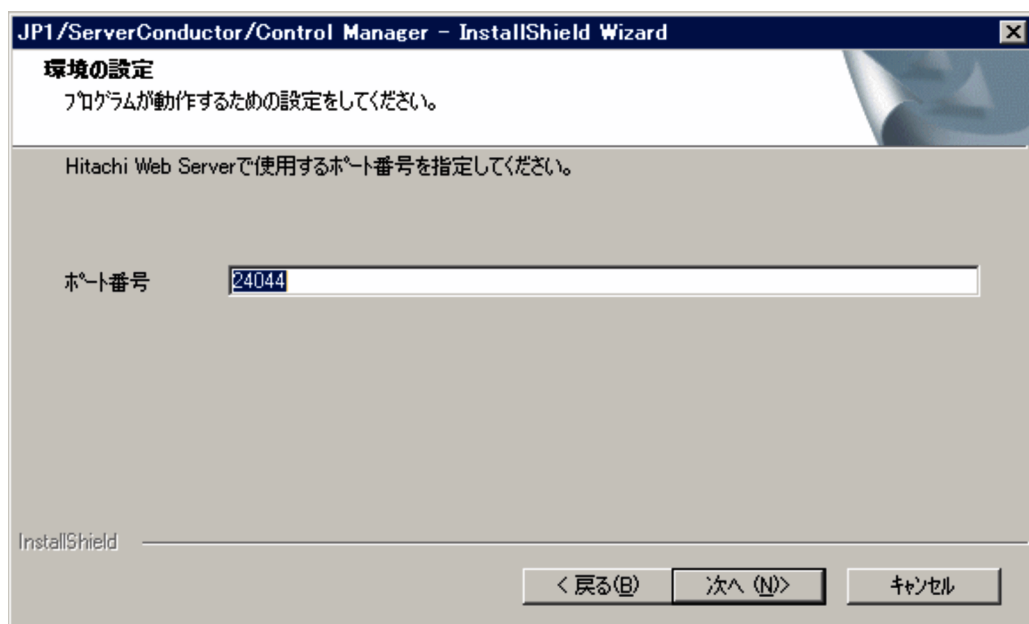 JP1/ServerConductor/Control Manager - InstallShield Wizard
環境の設定
ﾌﾟﾛｸﾞﾗﾑが動作するための設定をしてください。
Hitachi Web Serverで使用するﾎﾟｰﾄ番号を指定してください。
ﾎﾟｰﾄ番号 24044
InstallShield
< 戻る(B) 次へ (N)> ｷｬﾝｾﾙ